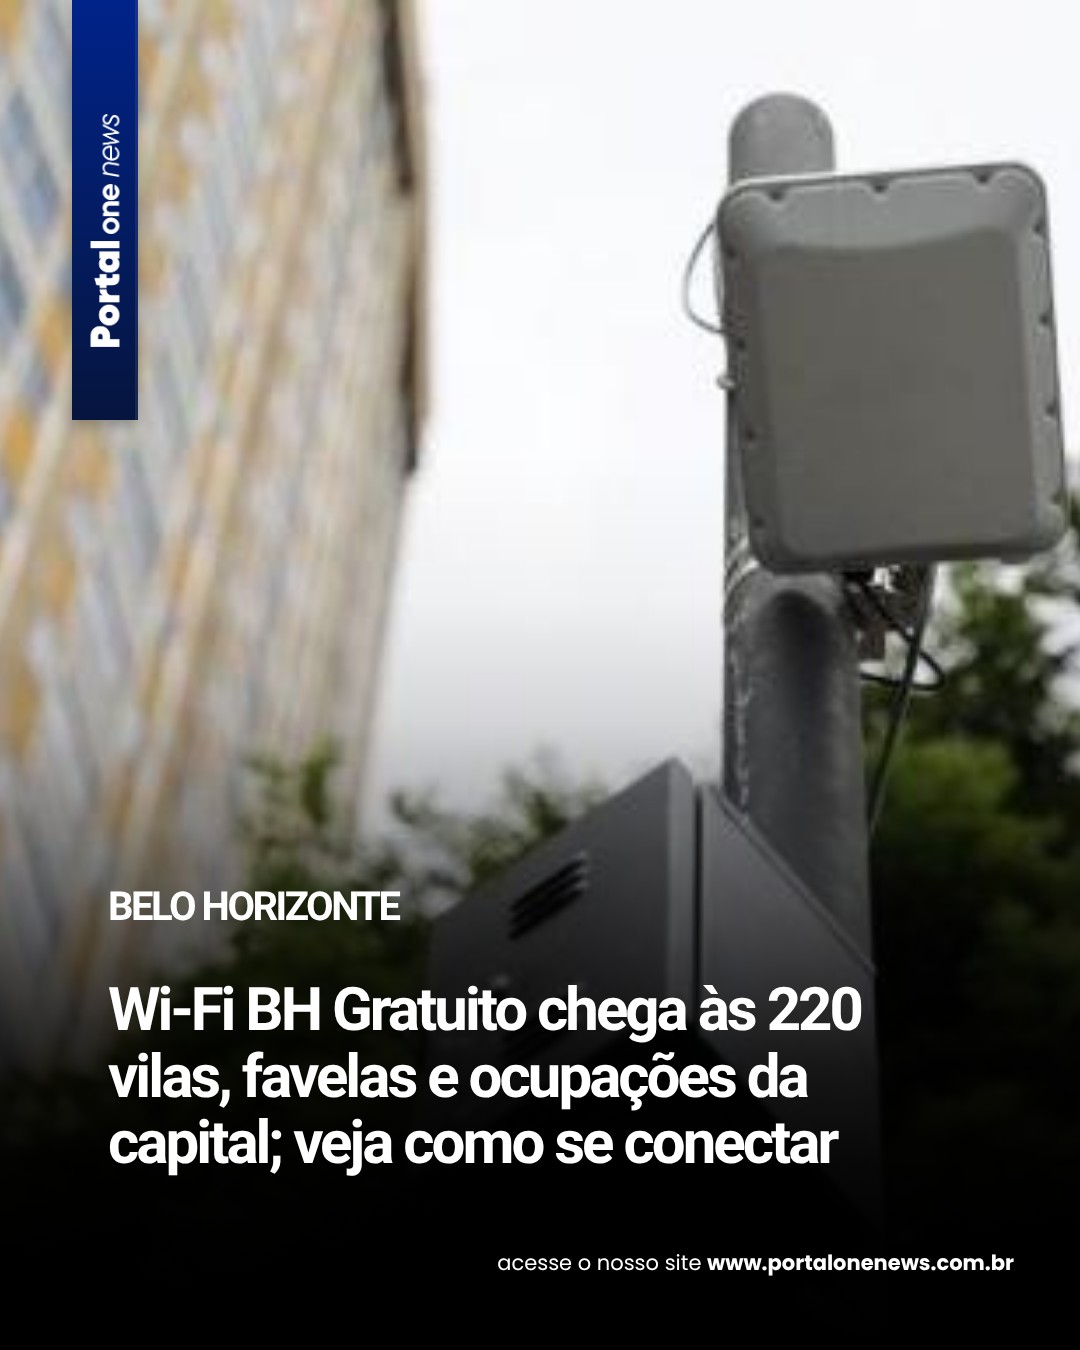 Portal one news
BELO HORIZONTE
Wi-Fi BH Gratuito chega às 220
vilas, favelas e ocupações da
capital; veja como se conectar
acesse o nosso site www.portalonenews.com.br